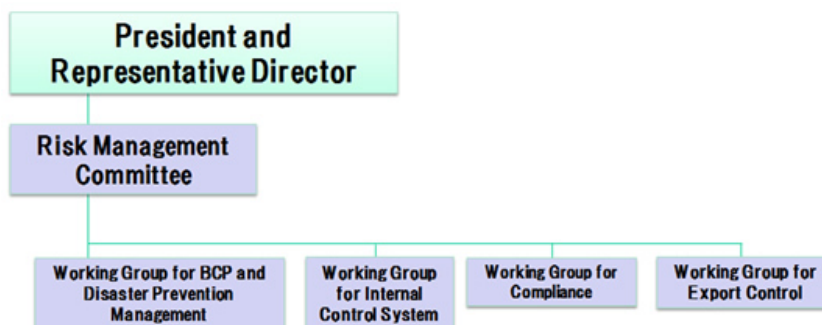 President and
Representative Director
Risk Management
Committee
Working Group for BCP and
Disaster Prevention
Management
Working Group
for Internal
Control System
Working Group for
Compliance
Working Group for
Export Control